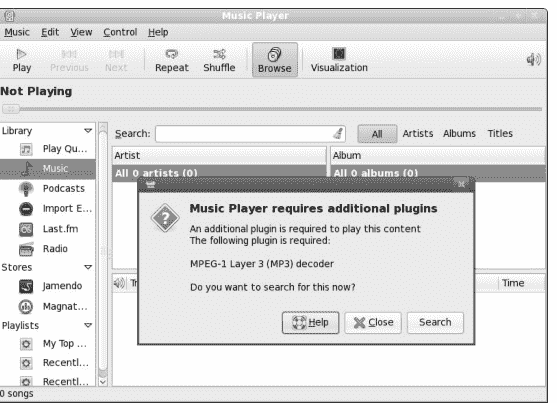 Music Player
Music Edit View Control Help
Play Previous Next Repeat Shuffle Browse Visualization
Not Playing
Library
Play Qu...
Music
Podcasts
Import E...
Last.fm
Radio
Stores
Jamendo
Magnat...
Playlists
My Top ...
Recentl...
Recentl...
Search:
All Artists Albums Titles
Artist Album
All 0 artists (0) All 0 albums (0)
Time
Music Player requires additional plugins
An additional plugin is required to play this content
The following plugin is required:
MPEG-1 Layer 3 (MP3) decoder
Do you want to search for this now?
Help Close Search
0 songs